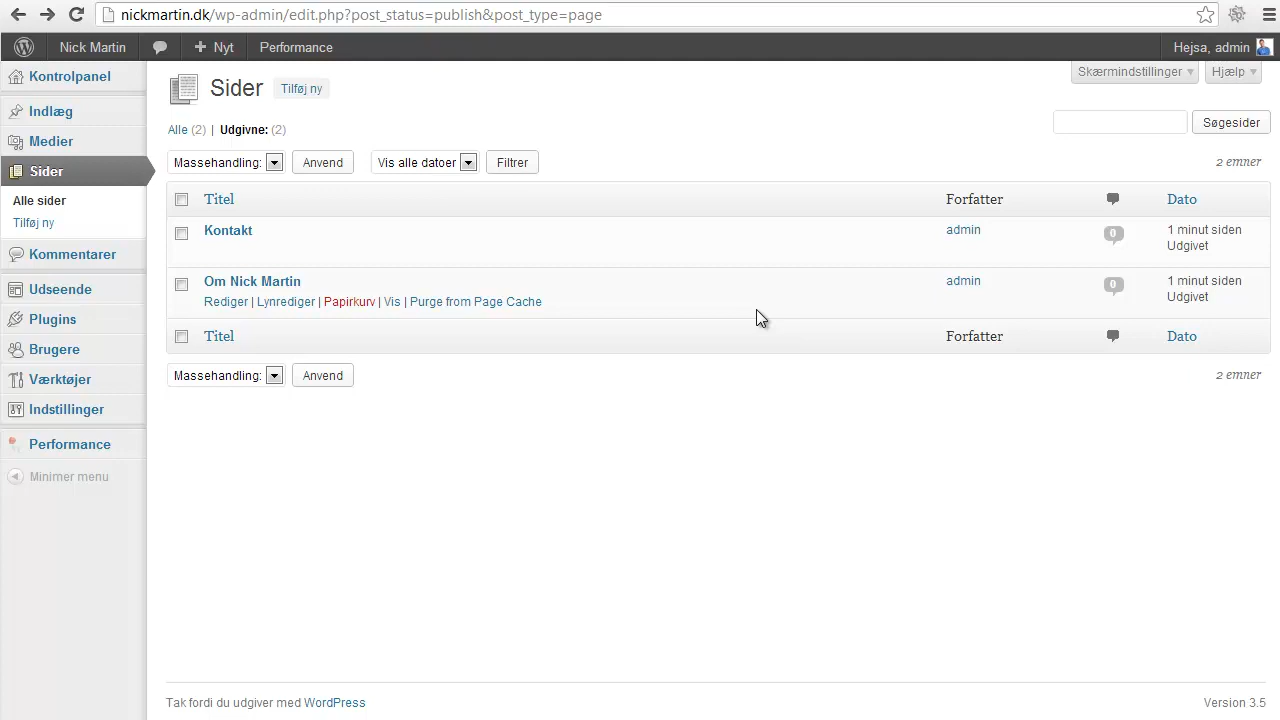 nickmartin.dk/wp-admin/edit.php?post_status=publish&post_type=page
Nick Martin
+ Nyt
Performance
Hejsa, admin
Kontrolpanel
Indlæg
Medier
Sider
Alle sider
Tilføj ny
Kommentarer
Udseende
Plugins
Brugere
Værktøjer
Indstillinger
Performance
Minimer menu
Skærmindstillinger
Hjælp
Sider Tilføj ny
Alle (2) | Udgivne: (2)
Søgesider
Massehandling: Anvend Vis alle datoer Filtrer 2 emner
Titel Forfatter Dato
Kontakt admin 0 1 minut siden
Udgivet
Om Nick Martin admin 0 1 minut siden
Rediger | Lynrediger | Papirkurv | Vis | Purge from Page Cache Udgivet
Titel Forfatter Dato
Massehandling: Anvend 2 emner
Tak fordi du udgiver med WordPress Version 3.5